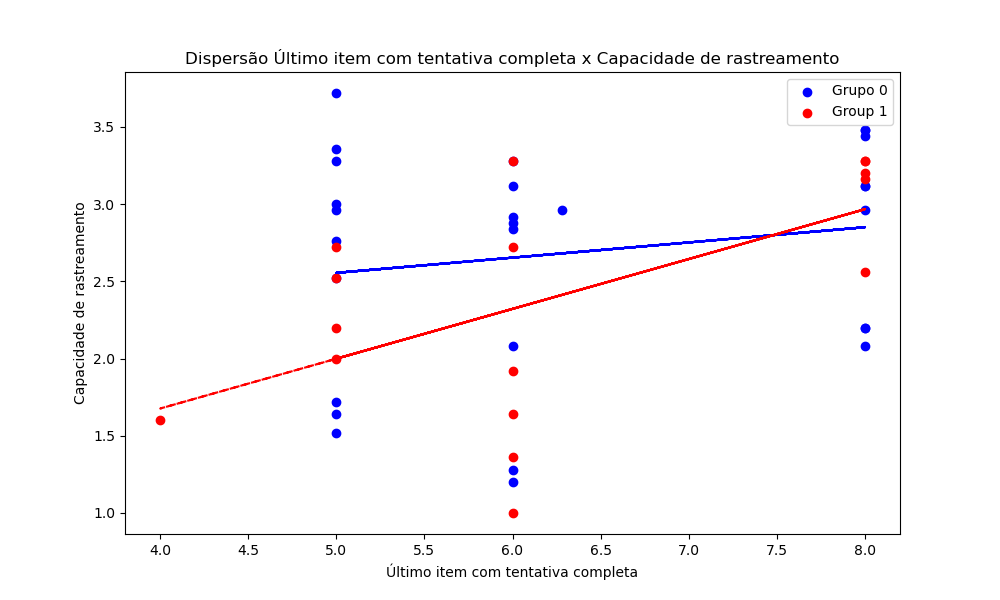 Dispersão Último item com tentativa completa x Capacidade de rastreamento
Grupo 0
Group 1
Capacidade de rastreamento
3.5
3.0
2.5
2.0
1.5
1.0
4.0 4.5 5.0 5.5 6.0 6.5 7.0 7.5 8.0
Último item com tentativa completa